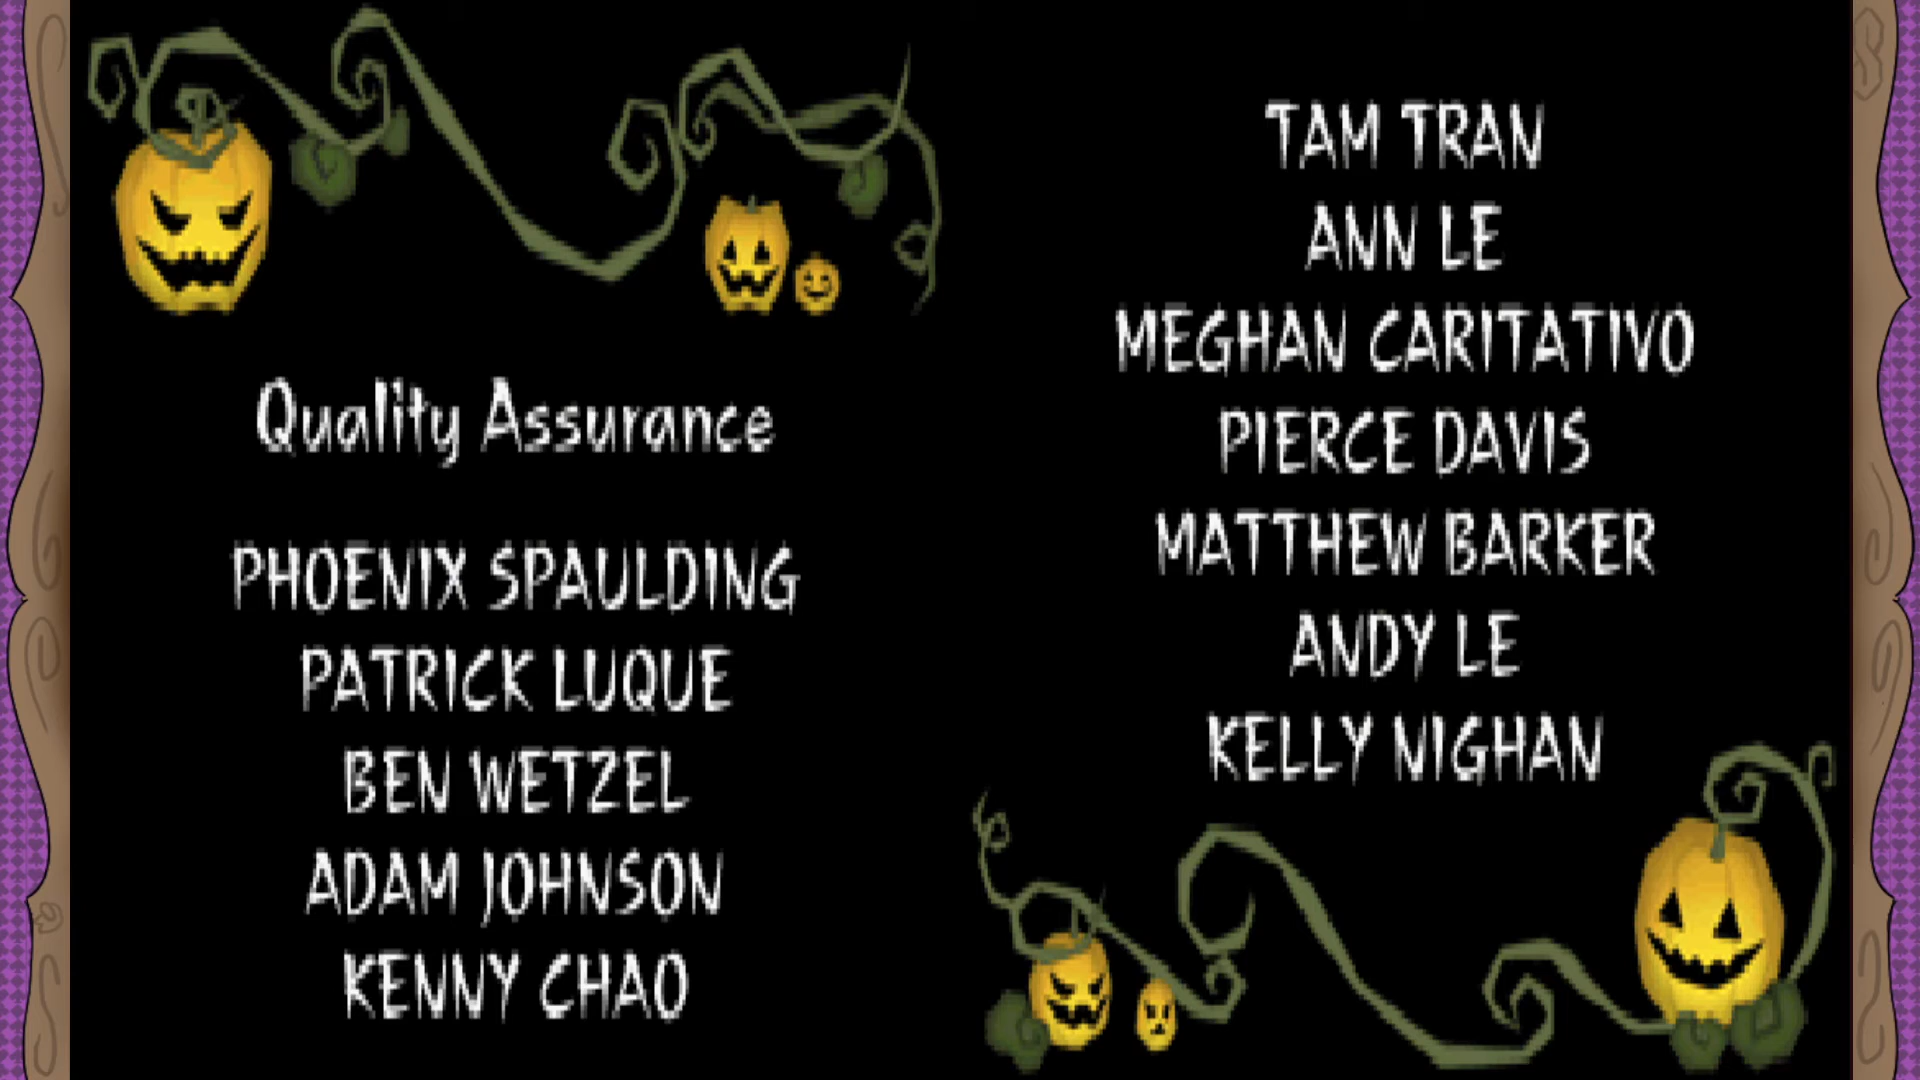 Quality Assurance
PHOENIX SPAULDING
PATRICK LUQUE
BEN WETZEL
ADAM JOHNSON
KENNY CHAO
TAM TRAN
ANN LE
MEGHAN CARITATIVO
PIERCE DAVIS
MATTHEW BARKER
ANDY LE
KELLY NIGHAN